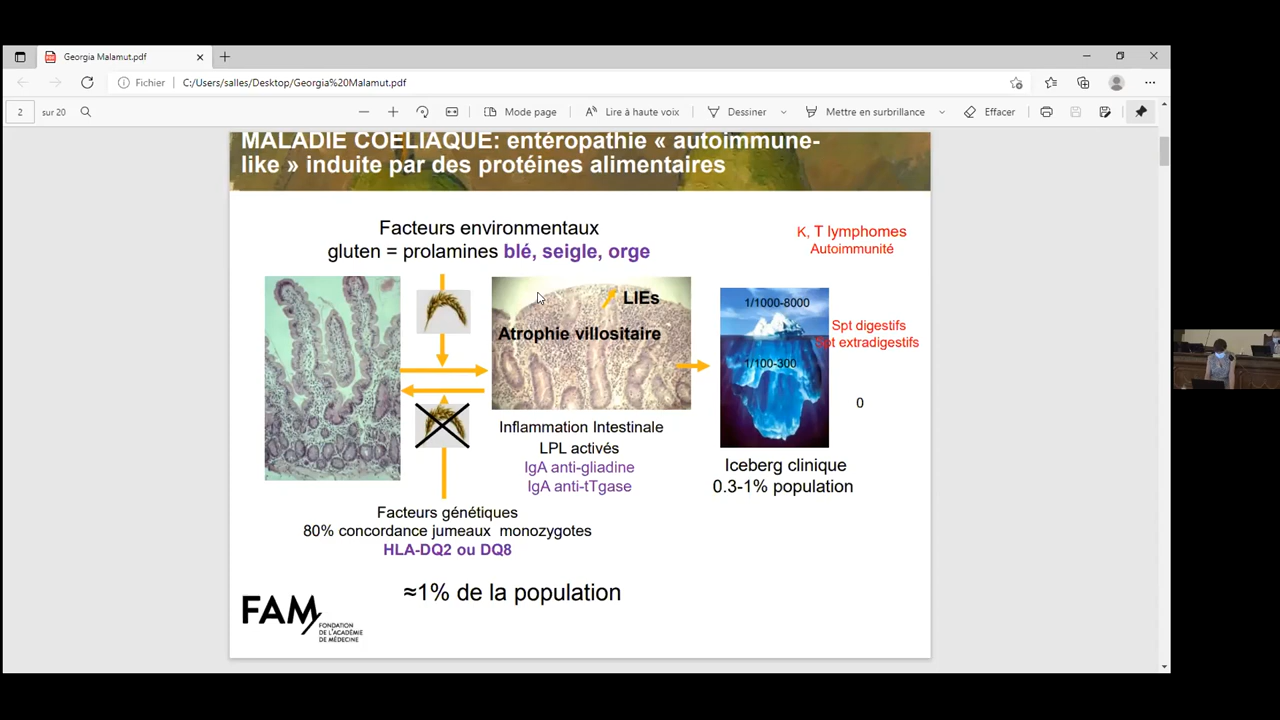 Georgia Malamut.pdf
Fichier
C:/Users/salles/Desktop/Georgia%20Malamut.pdf
2
sur 20
Mode page
Lire à haute voix
Dessiner
Mettre en surbrillance
Effacer
MALADIE COELIAQUE: entéropathie « autoimmune-
like » induite par des protéines alimentaires
Facteurs environmentaux
gluten = prolamines blé, seigle, orge
K, T lymphomes
Autoimmunité
LIEs
Atrophie villositaire
1/1000-8000
Spt digestifs
Spt extradigestifs
1/100-300
0
Inflammation Intestinale
LPL activés
IgA anti-gliadine
IgA anti-tTgase
Iceberg clinique
0.3-1% population
Facteurs génétiques
80% concordance jumeaux monozygotes
HLA-DQ2 ou DQ8
≈1% de la population
FAM
FONDATION
DE L'ACADÉMIE
DE MÉDECINE